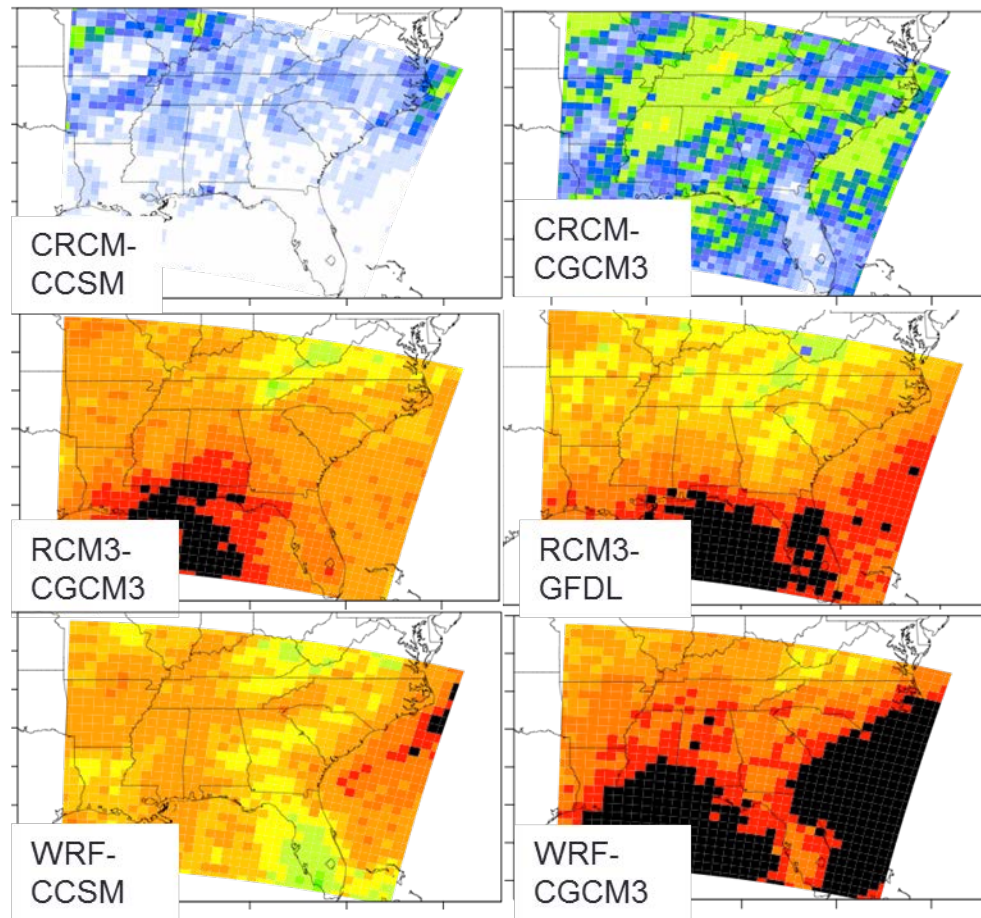 CRCM-
CCSM
CRCM-
CGCM3
RCM3-
CGCM3
RCM3-
GFDL
WRF-
CCSM
WRF-
CGCM3